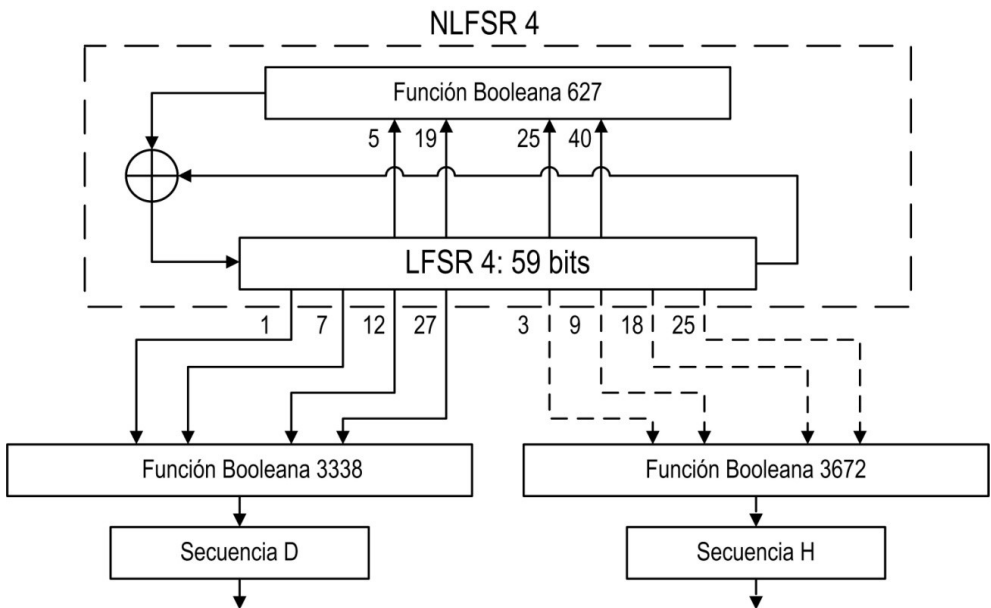 NLFSR 4
Función Booleana 627
5 19 25 40
LFSR 4: 59 bits
1 7 12 27 3 9 18 25
Función Booleana 3338 Función Booleana 3672
Secuencia D Secuencia H